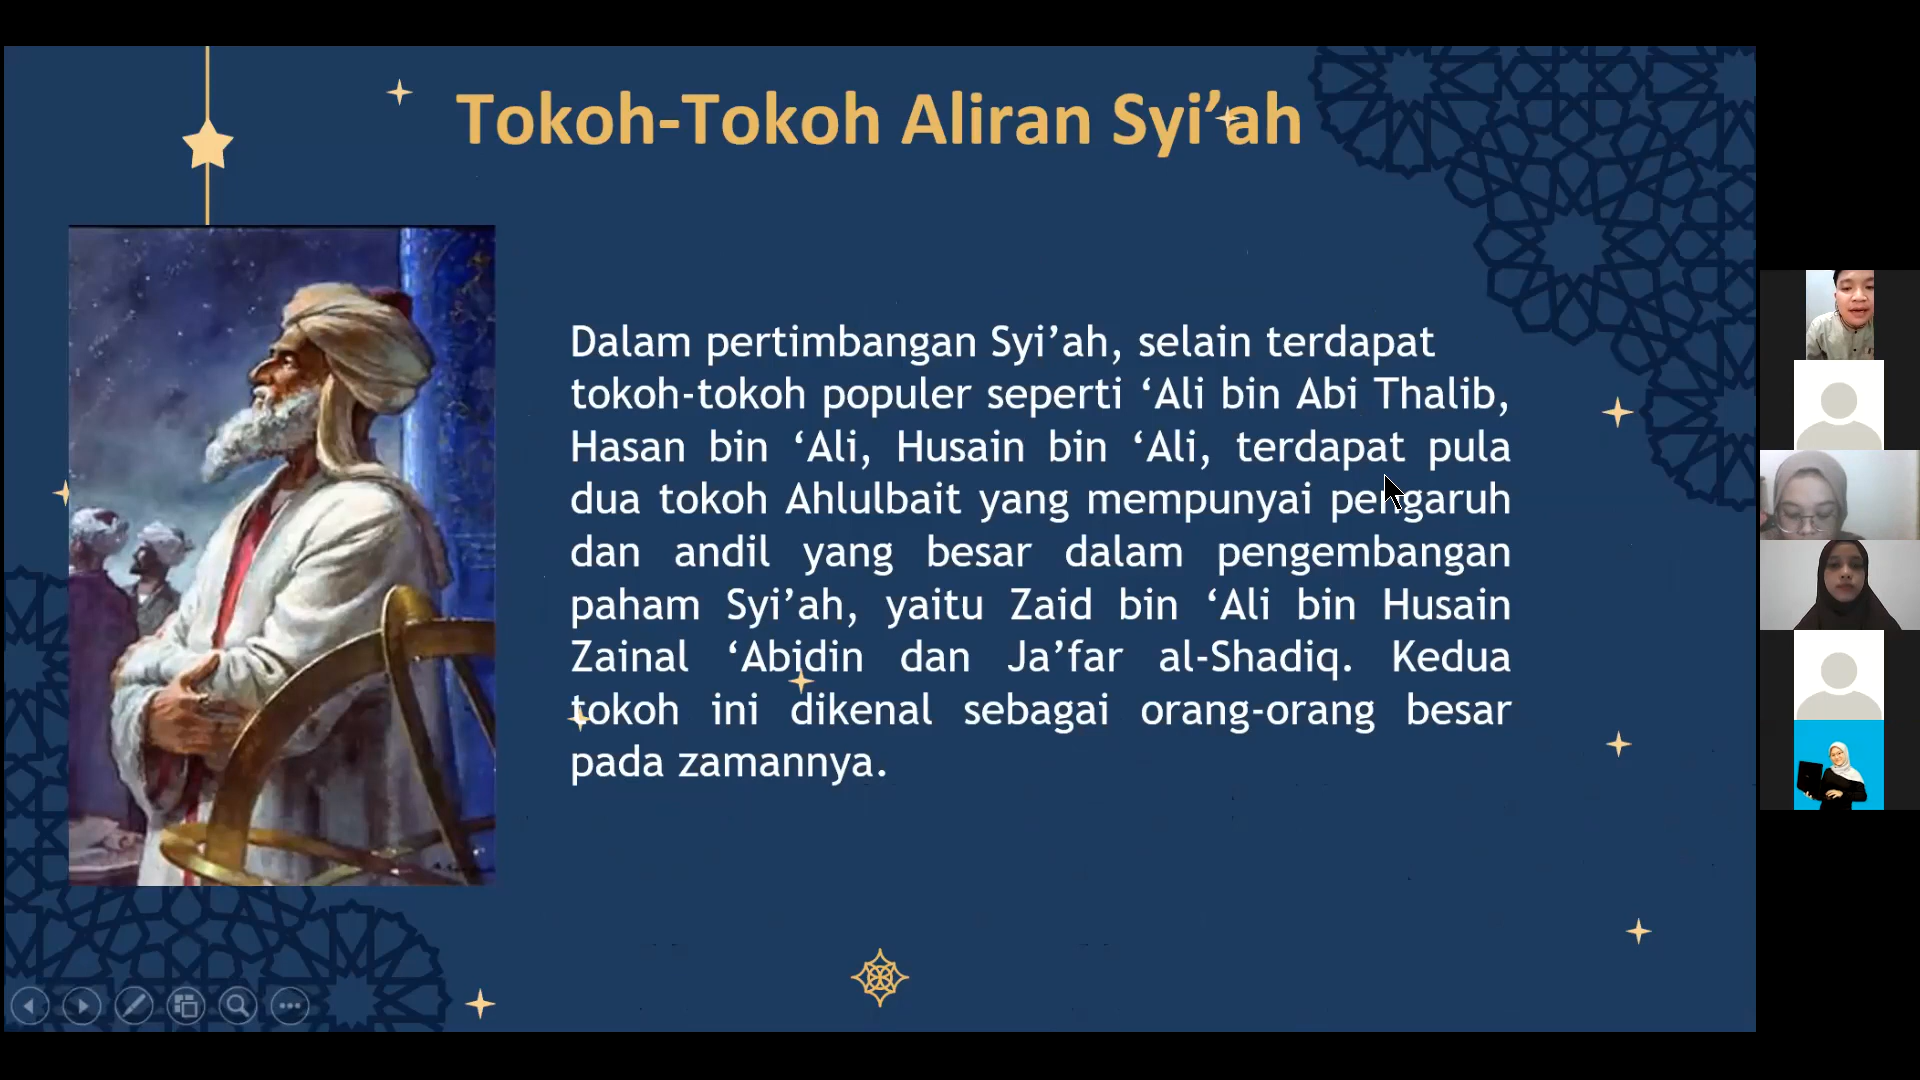 Tokoh-Tokoh Aliran Syi’ah
Dalam pertimbangan Syi’ah, selain terdapat
tokoh-tokoh populer seperti ‘Ali bin Abi Thalib,
Hasan bin ‘Ali, Husain bin ‘Ali, terdapat pula
dua tokoh Ahlulbait yang mempunyai pengaruh
dan andil yang besar dalam pengembangan
paham Syi’ah, yaitu Zaid bin ‘Ali bin Husain
Zainal ‘Abidin dan Ja’far al-Shadiq. Kedua
tokoh ini dikenal sebagai orang-orang besar
pada zamannya.